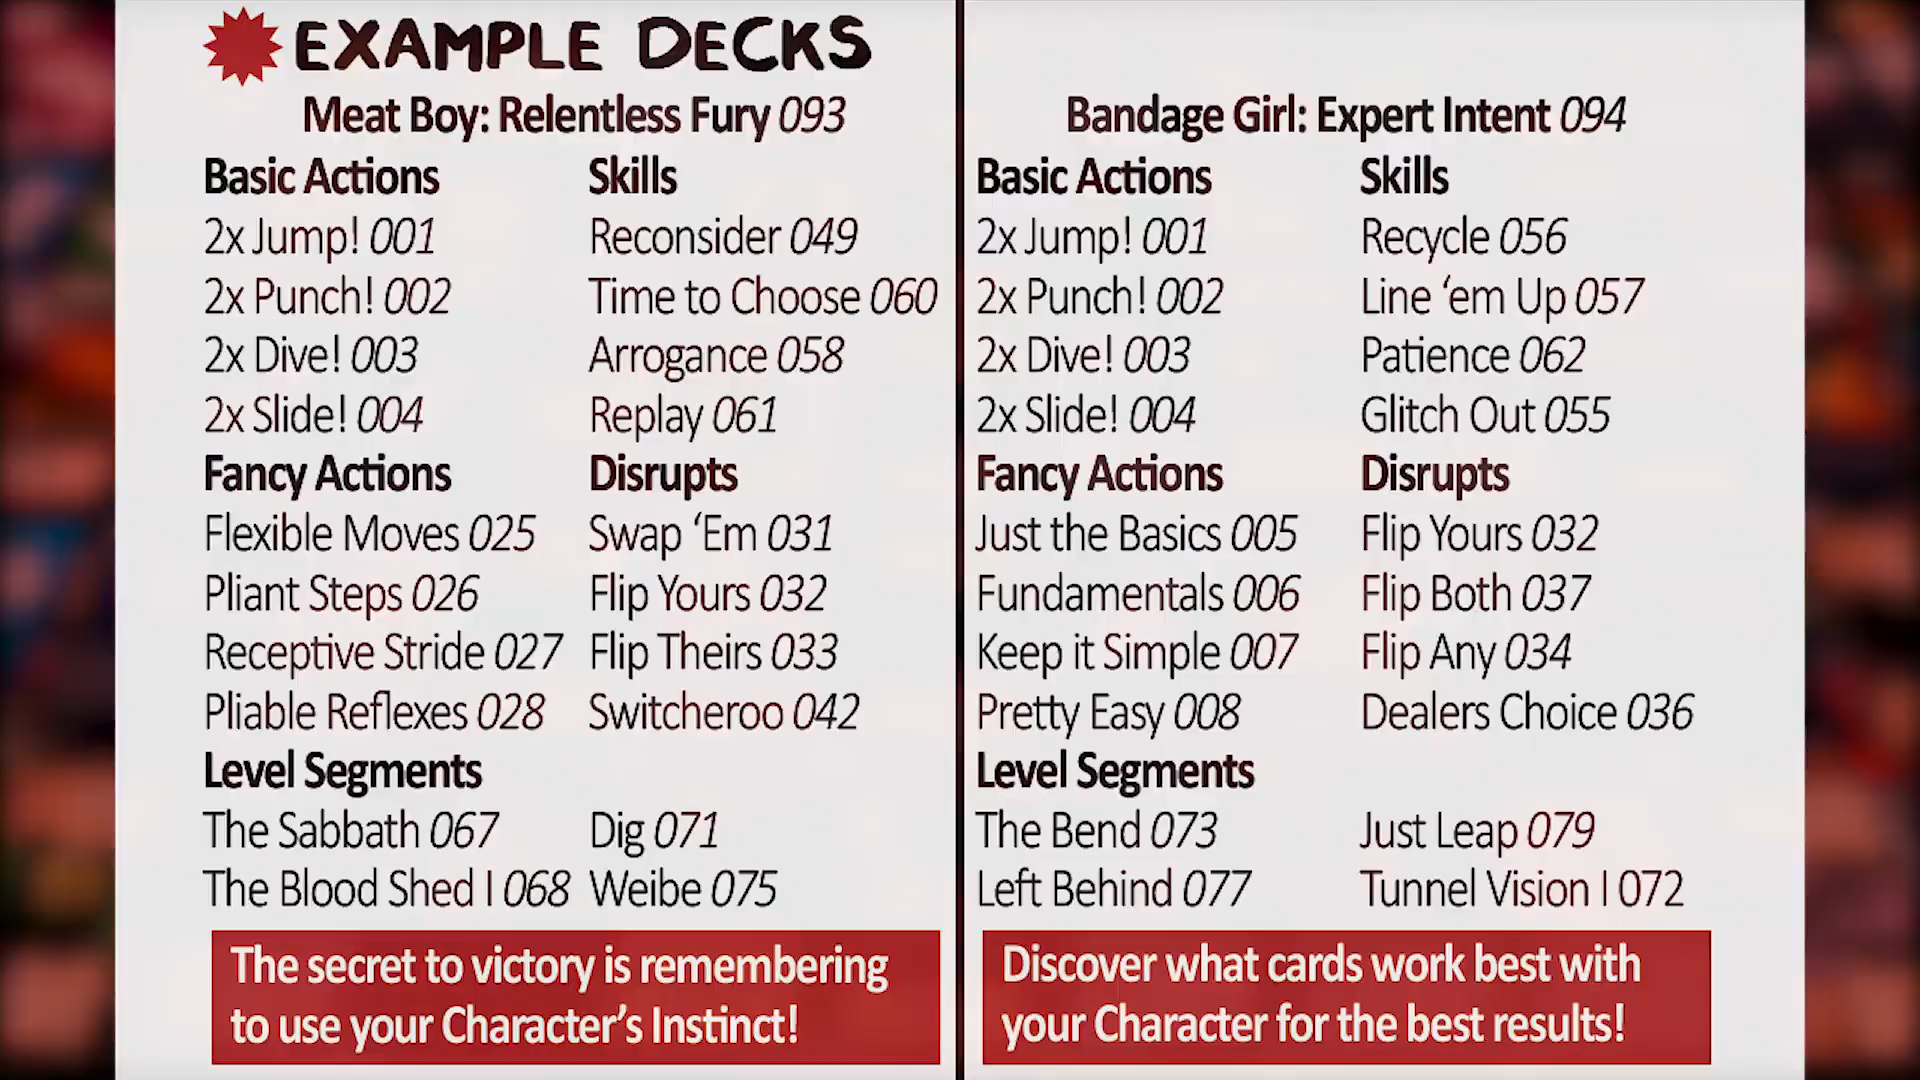 EXAMPLE DECKS
Meat Boy: Relentless Fury 093
Basic Actions
2x Jump! 001
2x Punch! 002
2x Dive! 003
2x Slide! 004
Skills
Reconsider 049
Time to Choose 060
Arrogance 058
Replay 061
Fancy Actions
Flexible Moves 025
Pliant Steps 026
Receptive Stride 027
Pliable Reflexes 028
Disrupts
Swap ‘Em 031
Flip Yours 032
Flip Theirs 033
Switcheroo 042
Level Segments
The Sabbath 067
The Blood Shed I 068
Dig 071
Weibe 075
The secret to victory is remembering
to use your Character’s Instinct!
Bandage Girl: Expert Intent 094
Basic Actions
2x Jump! 001
2x Punch! 002
2x Dive! 003
2x Slide! 004
Skills
Recycle 056
Line ‘em Up 057
Patience 062
Glitch Out 055
Fancy Actions
Just the Basics 005
Fundamentals 006
Keep it Simple 007
Pretty Easy 008
Disrupts
Flip Yours 032
Flip Both 037
Flip Any 034
Dealers Choice 036
Level Segments
The Bend 073
Left Behind 077
Just Leap 079
Tunnel Vision I 072
Discover what cards work best with
your Character for the best results!